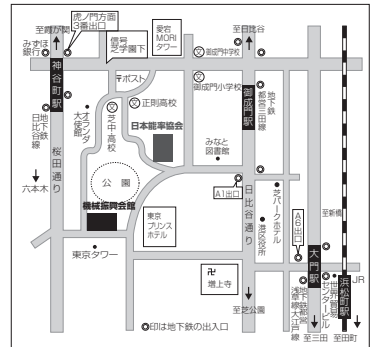 至霞が関
虎ノ門方面
3番出口
みずほ
銀行
信号
芝学園下
愛宕
MORI
タワー
至日比谷
御成門中学校
〒ポスト
御成門小学校
神谷町駅
地下鉄
日比谷線
オランダ
大使館
芝中高校
正則高校
日本能率協会
御成門駅
地下鉄
都営三田線
みなと
図書館
桜田通り
六本木
公園
A1出口
機械振興会館
東京
プリンス
ホテル
日比谷通り
芝パークホテル
港区役所
A6出口
至新橋
東京タワー
卍
増上寺
大門駅
浜松町駅
JR
世界貿易
センタービル
地下鉄都営
浅草線大江戸線
至芝公園
至三田
至田町
◎印は地下鉄の出入口